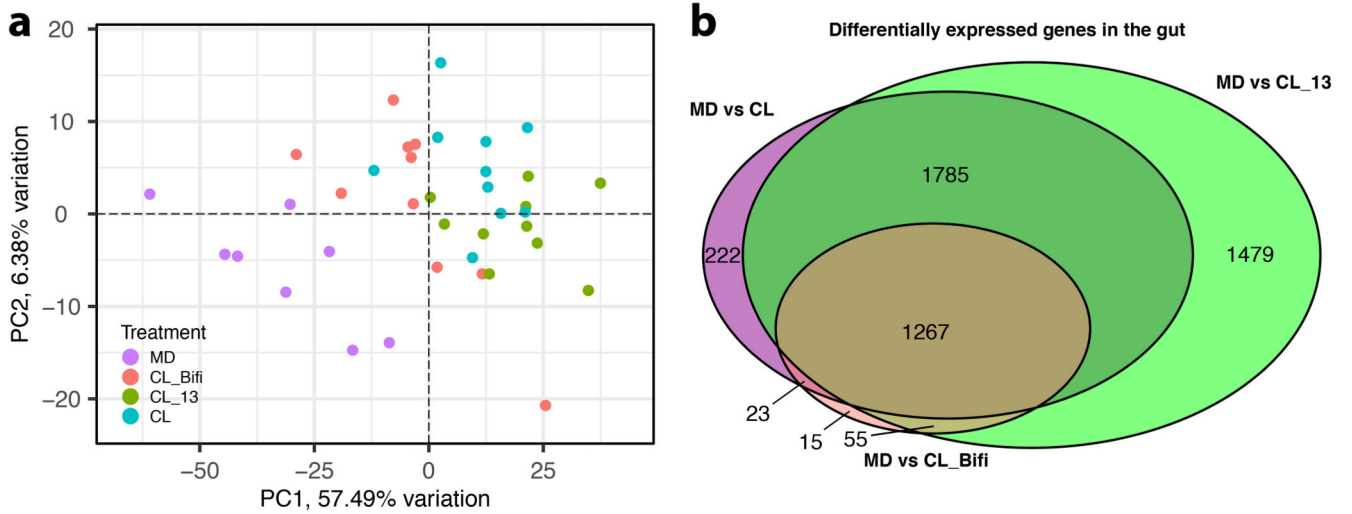 a
20
10
0
−10
−20
PC2, 6.38% variation
Treatment
MD
CL_Bifi
CL_13
CL
−50
−25
0
25
PC1, 57.49% variation
b
Differentially expressed genes in the gut
MD vs CL_13
MD vs CL
1785
222
1479
1267
23
15
55
MD vs CL_Bifi